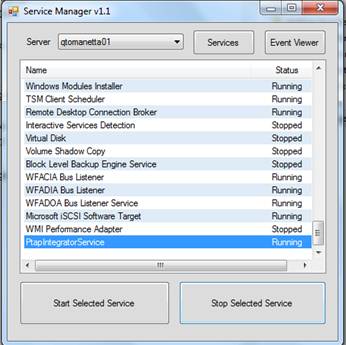 Service Manager v1.1
Server qtomanetta01 Services Event Viewer
Name Status
Windows Modules Installer Running
TSM Client Scheduler Running
Remote Desktop Connection Broker Running
Interactive Services Detection Stopped
Virtual Disk Stopped
Volume Shadow Copy Stopped
Block Level Backup Engine Service Stopped
WFACIA Bus Listener Running
WFADIA Bus Listener Running
WFADOA Bus Listener Service Running
Microsoft iSCSI Software Target Running
WMI Performance Adapter Stopped
PtapIntegratorService Running
Start Selected Service Stop Selected Service